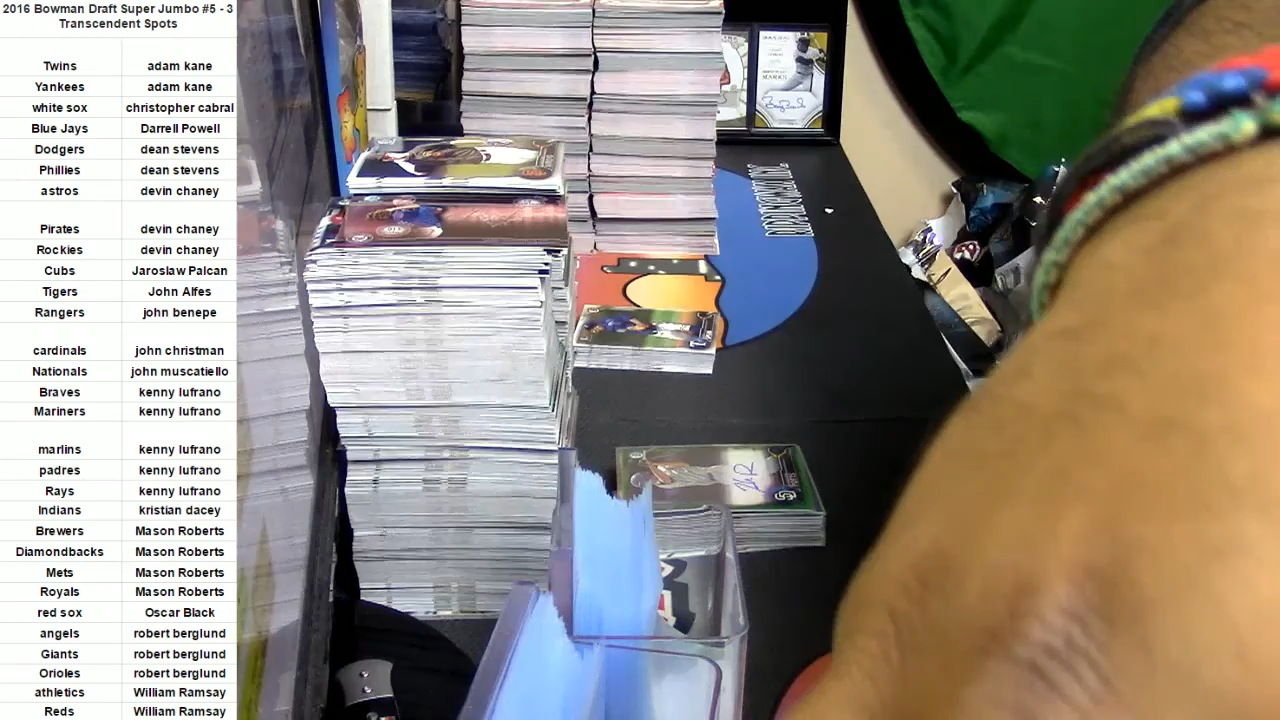 2016 Bowman Draft Super Jumbo #5 - 3
Transcendent Spots
Twins adam kane
Yankees adam kane
white sox christopher cabral
Blue Jays Darrell Powell
Dodgers dean stevens
Phillies dean stevens
astros devin chaney
Pirates devin chaney
Rockies devin chaney
Cubs Jaroslaw Palcan
Tigers John Alfes
Rangers john benepe
cardinals john christman
Nationals john muscatiello
Braves kenny lufrano
Mariners kenny lufrano
marlins kenny lufrano
padres kenny lufrano
Rays kenny lufrano
Indians kristian dacey
Brewers Mason Roberts
Diamondbacks Mason Roberts
Mets Mason Roberts
Royals Mason Roberts
red sox Oscar Black
angels robert berglund
Giants robert berglund
Orioles robert berglund
athletics William Ramsay
Reds William Ramsay